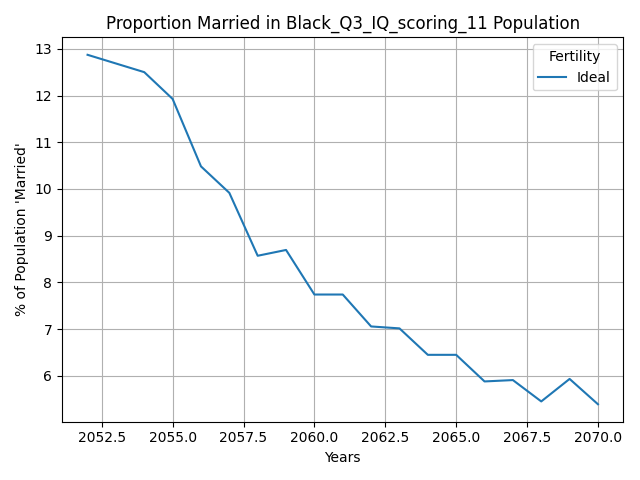 Proportion Married in Black_Q3_IQ_scoring_11 Population
Fertility
Ideal
% of Population 'Married'
13
12
11
10
9
8
7
6
2052.5 2055.0 2057.5 2060.0 2062.5 2065.0 2067.5 2070.0
Years